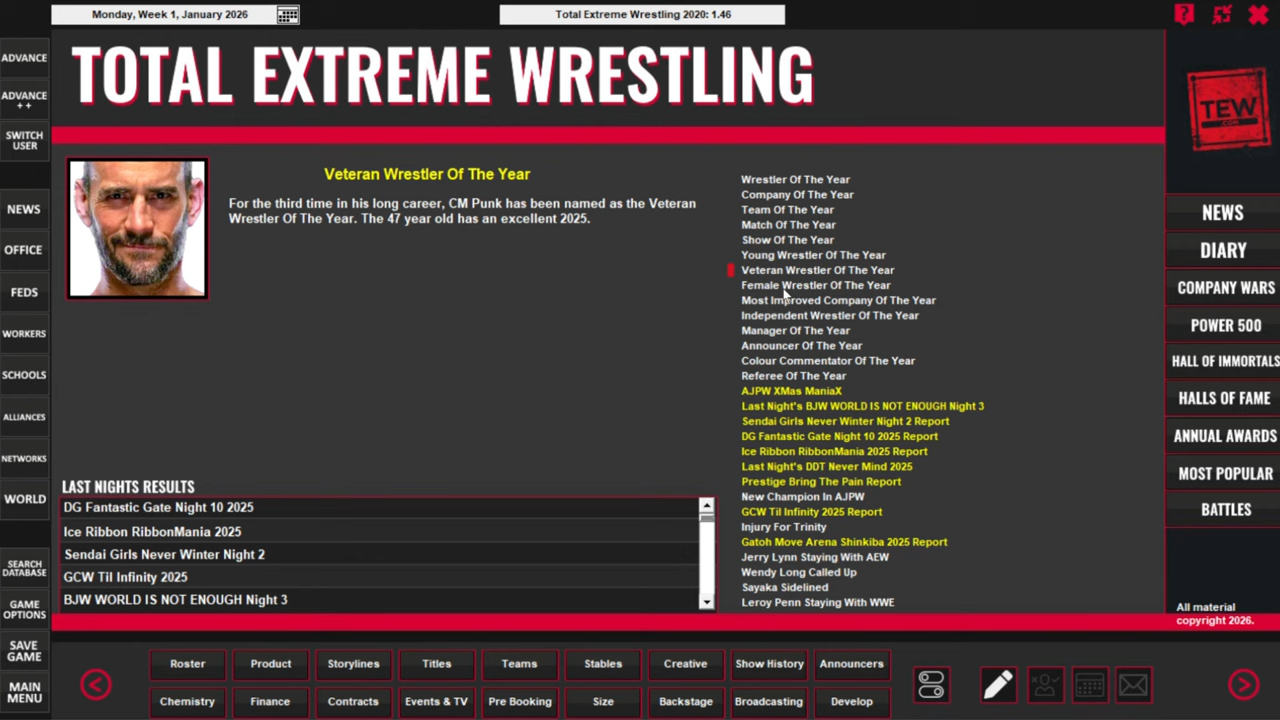 Monday, Week 1, January 2026
Total Extreme Wrestling 2020: 1.46
ADVANCE
ADVANCE
+ +
SWITCH
USER
NEWS
OFFICE
FEDS
WORKERS
SCHOOLS
ALLIANCES
NETWORKS
WORLD
SEARCH
DATABASE
GAME
OPTIONS
SAVE
GAME
MAIN
MENU
TOTAL EXTREME WRESTLING
Veteran Wrestler Of The Year
For the third time in his long career, CM Punk has been named as the Veteran
Wrestler Of The Year. The 47 year old has an excellent 2025.
LAST NIGHTS RESULTS
DG Fantastic Gate Night 10 2025
Ice Ribbon RibbonMania 2025
Sendai Girls Never Winter Night 2
GCW Til Infinity 2025
BJW WORLD IS NOT ENOUGH Night 3
Wrestler Of The Year
Company Of The Year
Team Of The Year
Match Of The Year
Show Of The Year
Young Wrestler Of The Year
Veteran Wrestler Of The Year
Female Wrestler Of The Year
Most Improved Company Of The Year
Independent Wrestler Of The Year
Manager Of The Year
Announcer Of The Year
Colour Commentator Of The Year
Referee Of The Year
AJPW XMas ManiaX
Last Night's BJW WORLD IS NOT ENOUGH Night 3
Sendai Girls Never Winter Night 2 Report
DG Fantastic Gate Night 10 2025 Report
Ice Ribbon RibbonMania 2025 Report
Last Night's DDT Never Mind 2025
Prestige Bring The Pain Report
New Champion In AJPW
GCW Til Infinity 2025 Report
Injury For Trinity
Gatoh Move Arena Shinkiba 2025 Report
Jerry Lynn Staying With AEW
Wendy Long Called Up
Sayaka Sidelined
Leroy Penn Staying With WWE
TEW
.COM
NEWS
DIARY
COMPANY WARS
POWER 500
HALL OF IMMORTALS
HALLS OF FAME
ANNUAL AWARDS
MOST POPULAR
BATTLES
All material
copyright 2026.
Roster
Product
Storylines
Titles
Teams
Stables
Creative
Show History
Announcers
Chemistry
Finance
Contracts
Events & TV
Pre Booking
Size
Backstage
Broadcasting
Develop